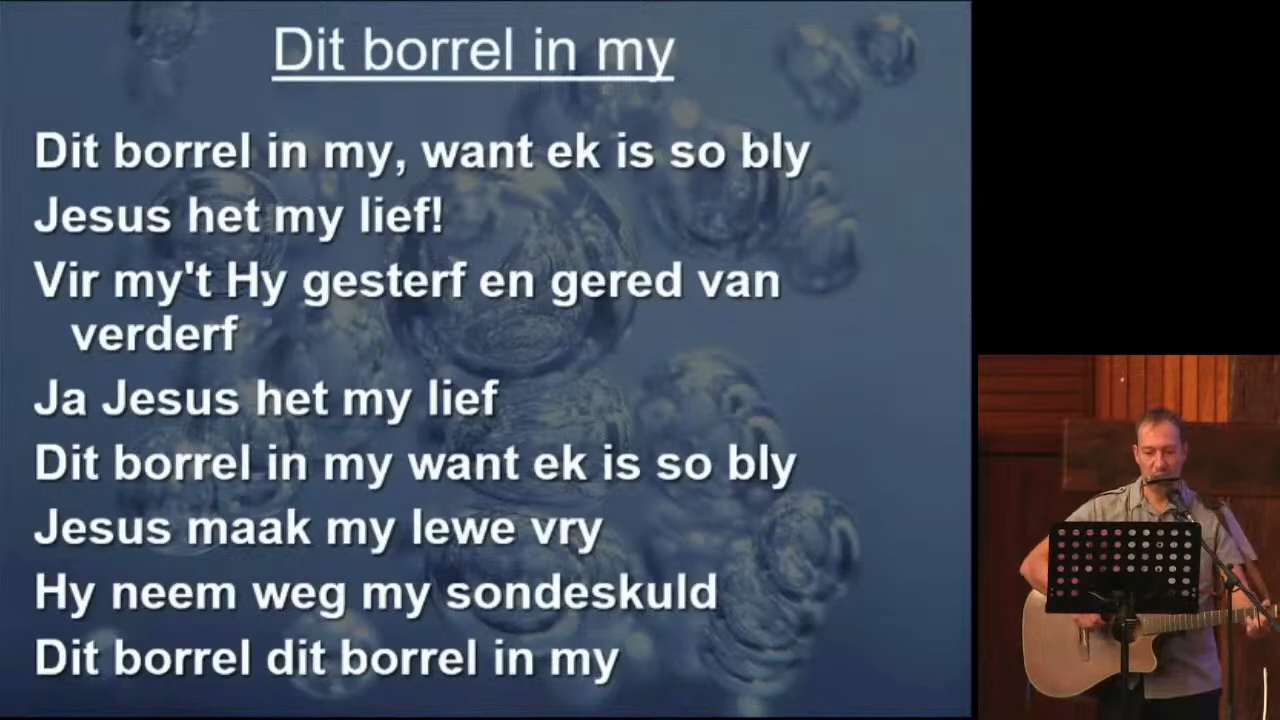 Dit borrel in my
Dit borrel in my, want ek is so bly
Jesus het my lief!
Vir my't Hy gesterf en gered van
verderf
Ja Jesus het my lief
Dit borrel in my want ek is so bly
Jesus maak my lewe vry
Hy neem weg my sondeskuld
Dit borrel dit borrel in my